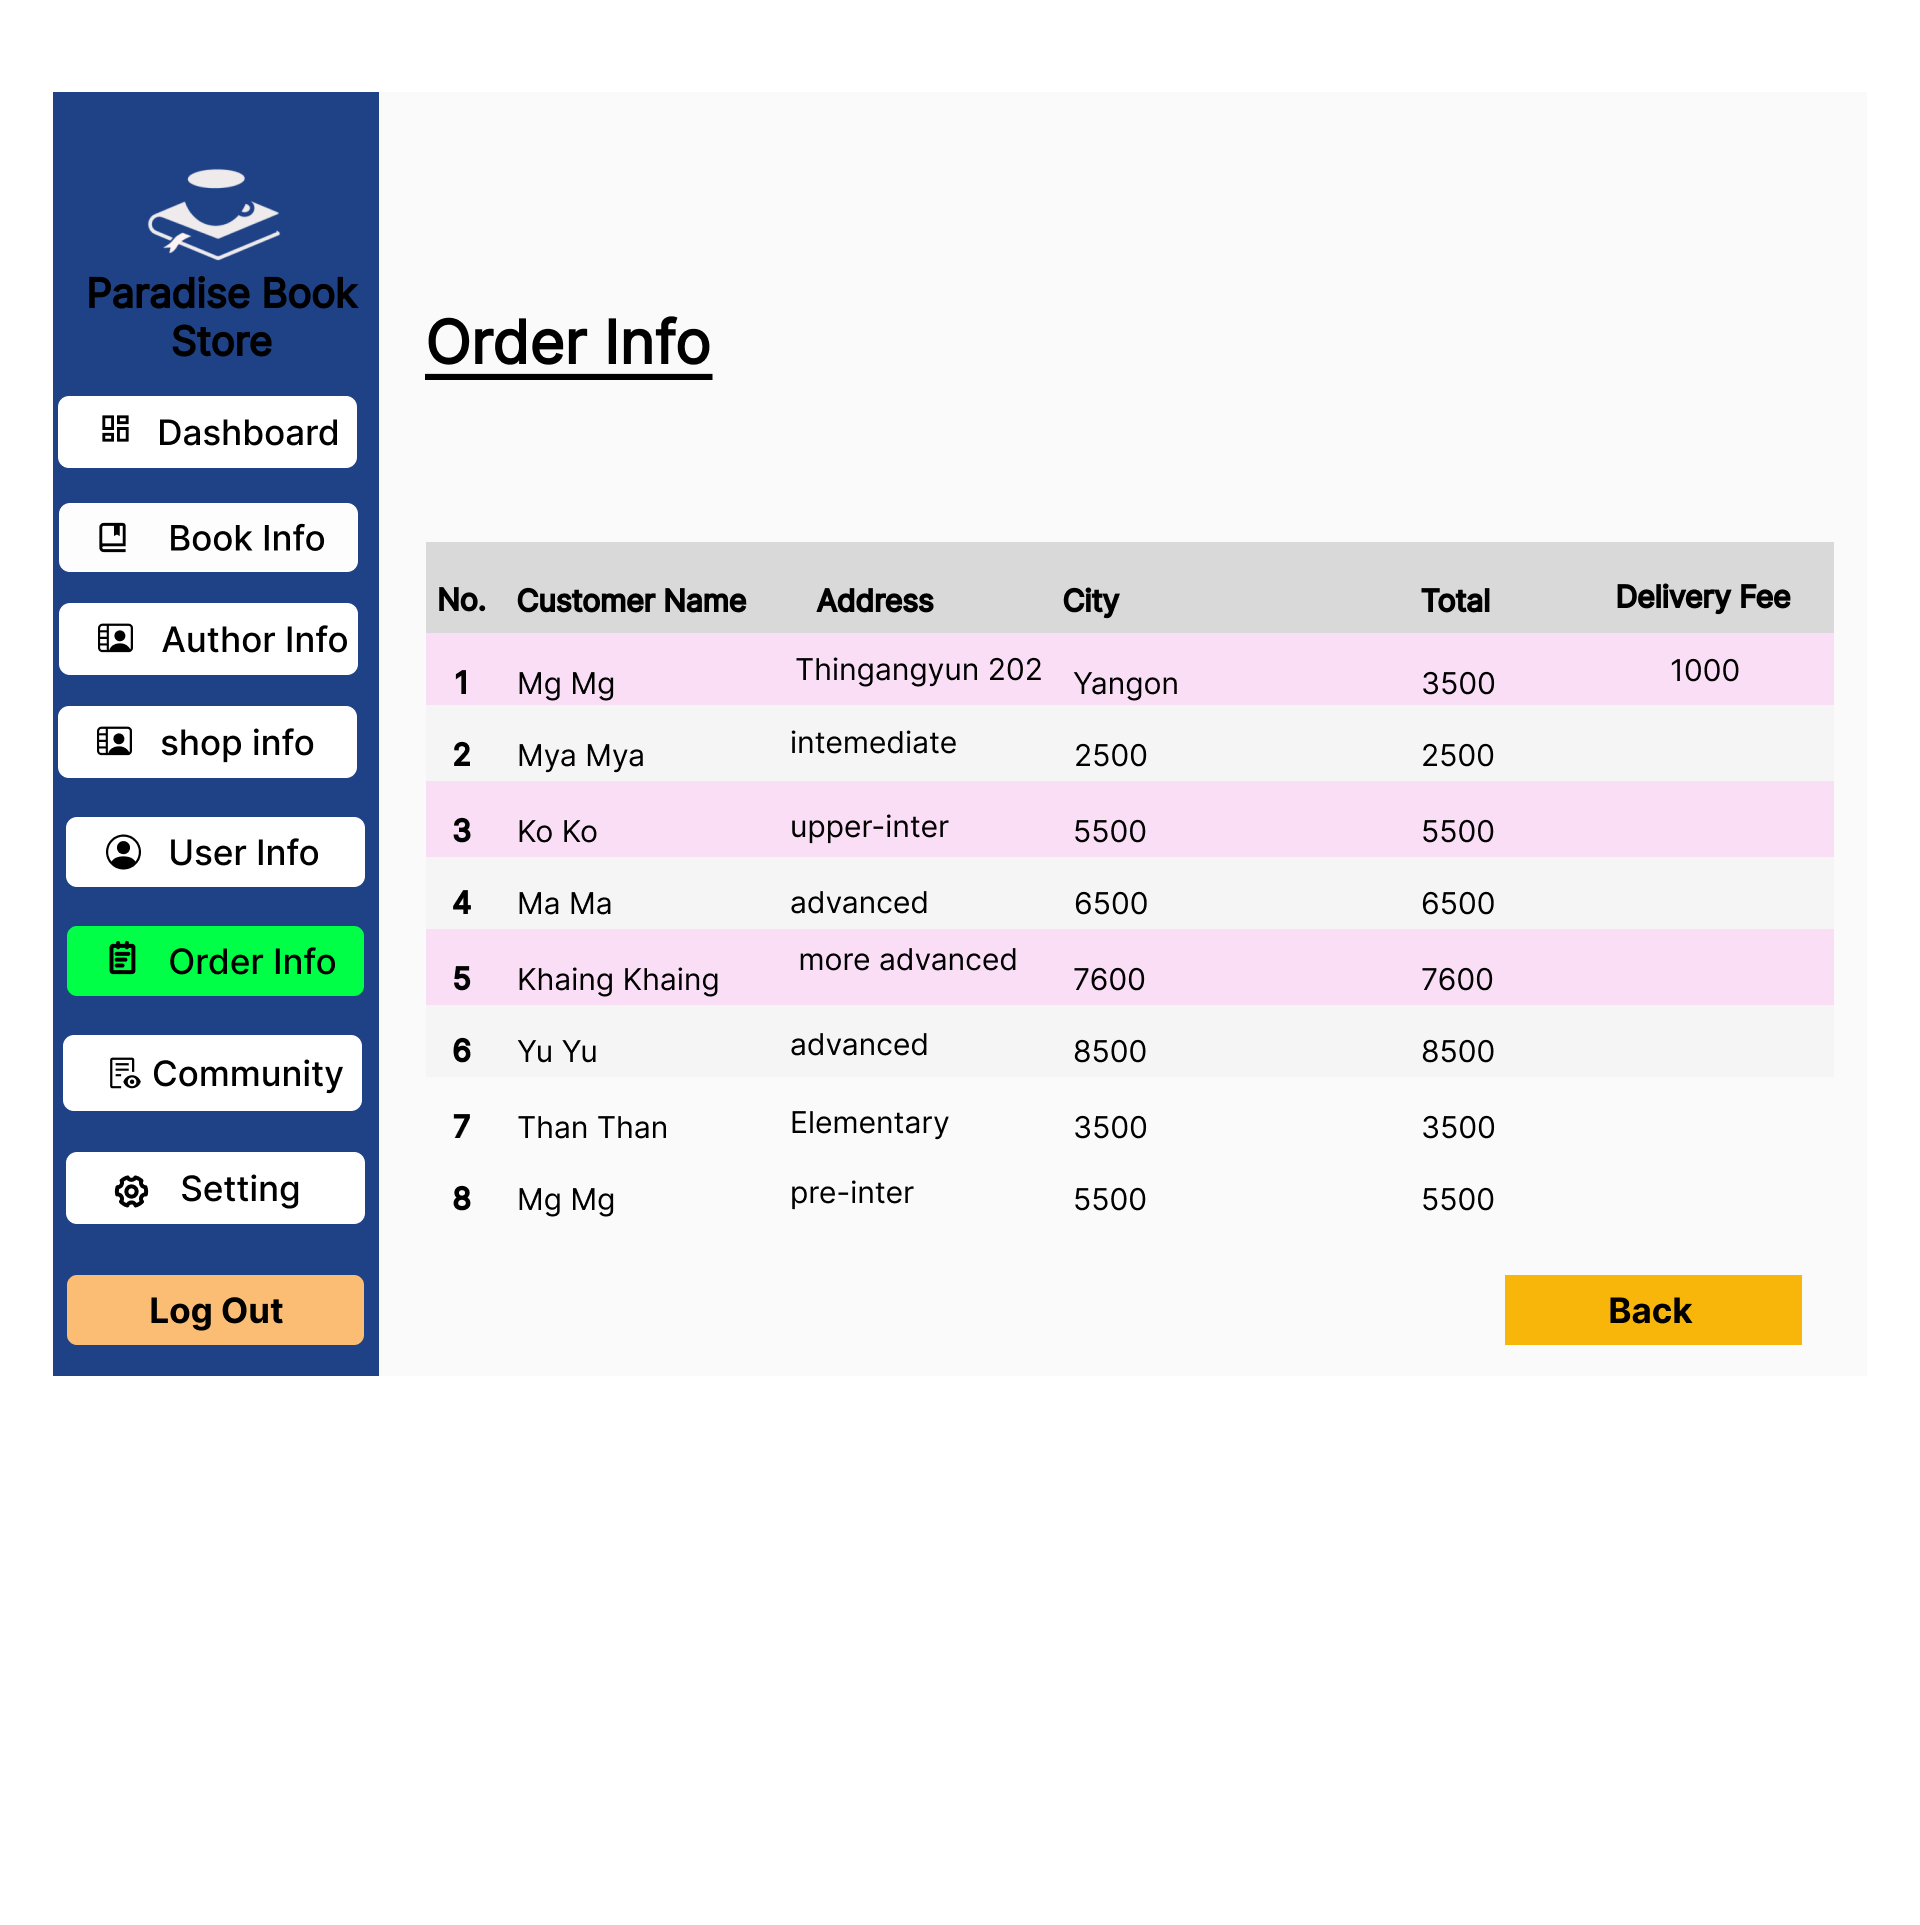 Paradise Book
Store
Dashboard
Book Info
Author Info
shop info
User Info
Order Info
Community
Setting
Log Out
Order Info
No. Customer Name Address City Total Delivery Fee
1 Mg Mg Thingangyun 202 Yangon 3500 1000
2 Mya Mya intemediate 2500 2500
3 Ko Ko upper-inter 5500 5500
4 Ma Ma advanced 6500 6500
5 Khaing Khaing more advanced 7600 7600
6 Yu Yu advanced 8500 8500
7 Than Than Elementary 3500 3500
8 Mg Mg pre-inter 5500 5500
Back